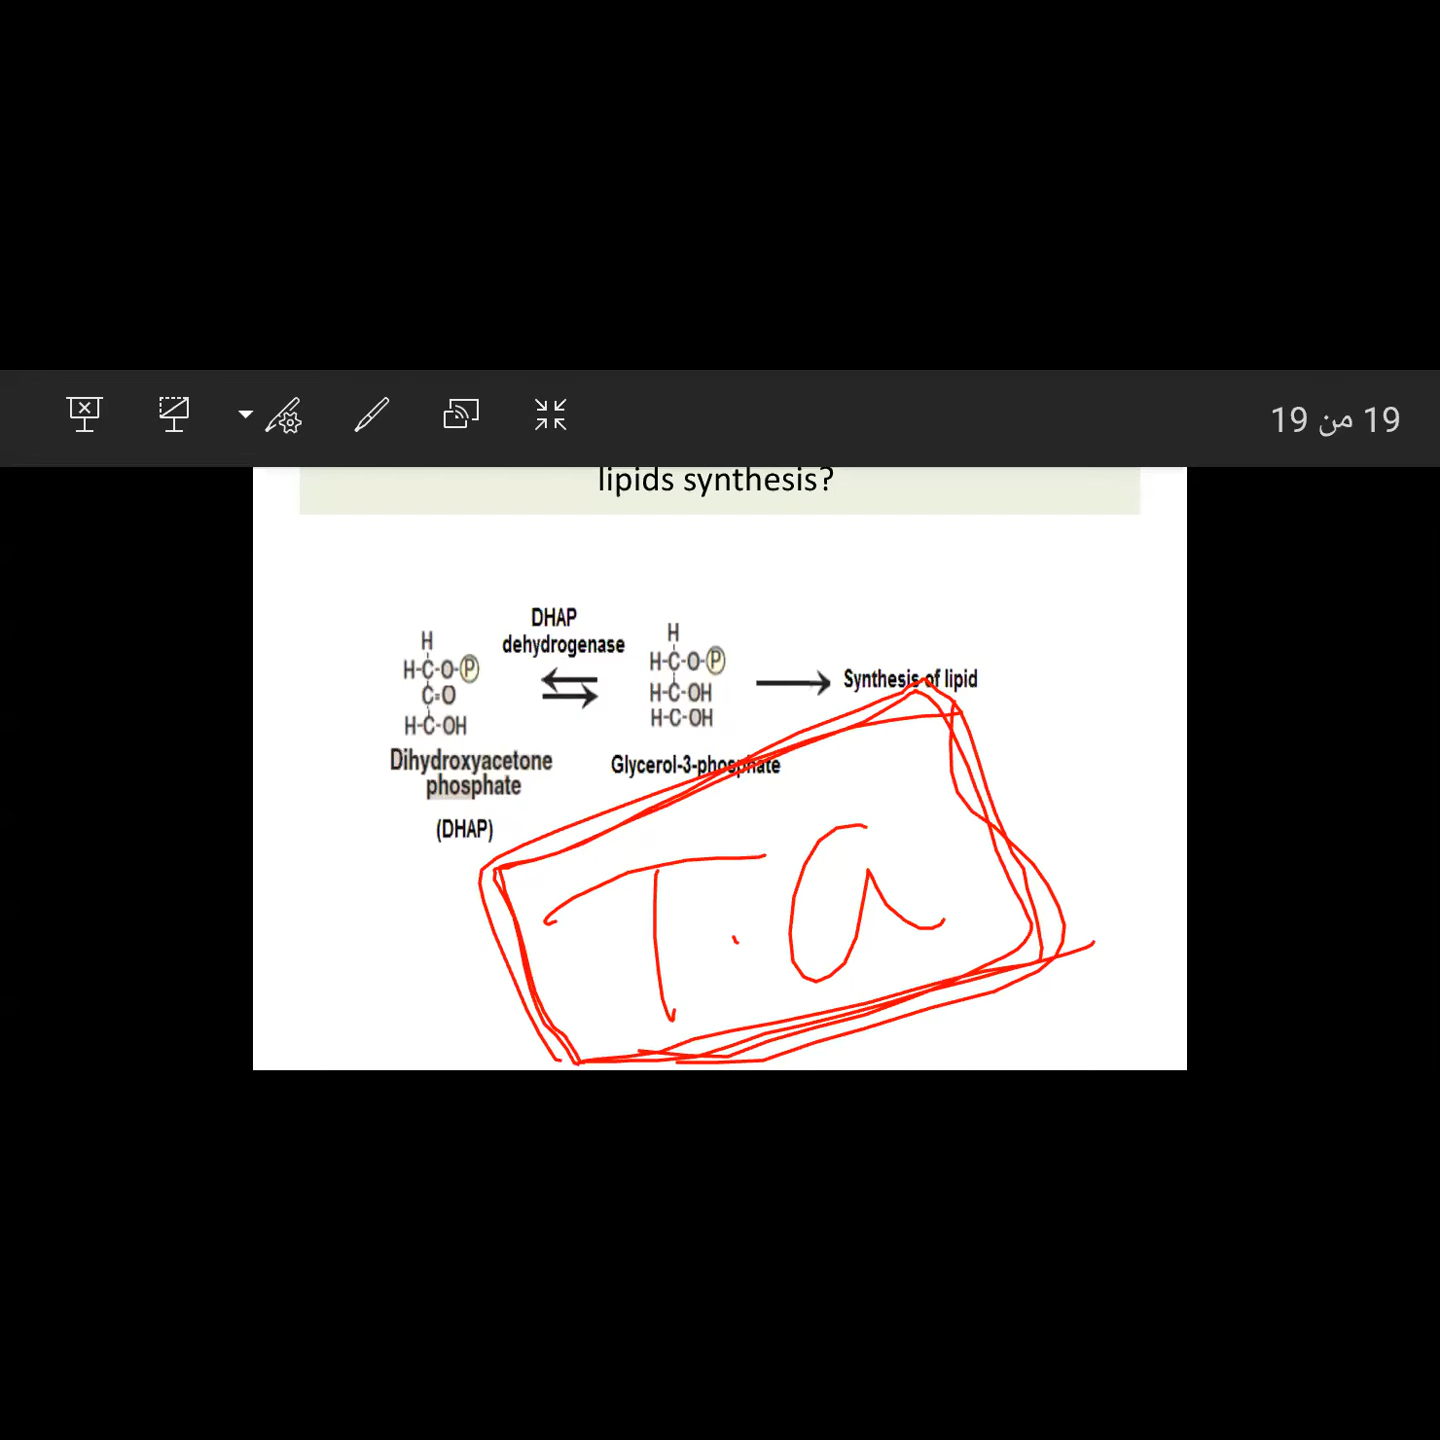 19 من 19
lipids synthesis?
DHAP
dehydrogenase
H
H-C-O-P
C=O
H-C-OH
Dihydroxyacetone
phosphate
(DHAP)
H
H-C-O-P
H-C-OH
H-C-OH
Glycerol-3-phosphate
Synthesis of lipid
T.a